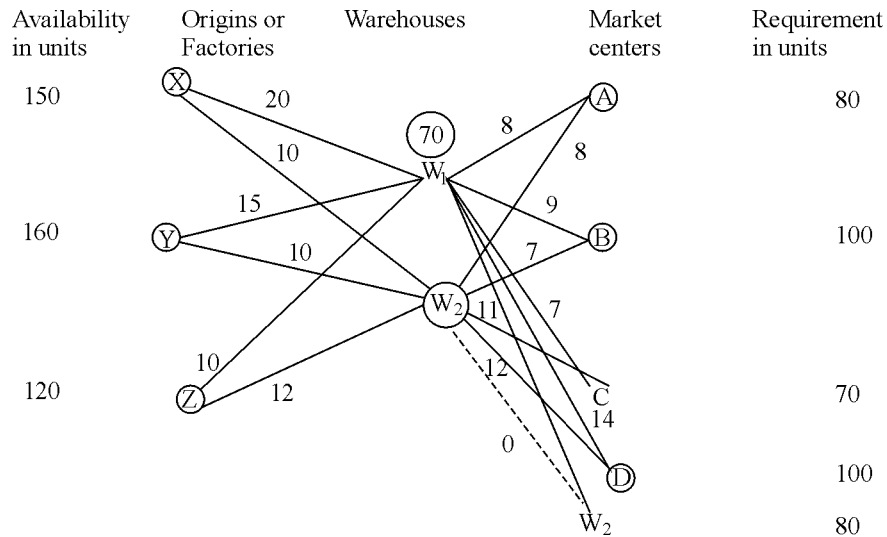 Availability in units
Origins or Factories
Warehouses
Market centers
Requirement in units
150
X
20
70
8
A
80
10
8
W1
15
9
160
Y
10
7
B
100
W2
11
7
10
12
12
120
Z
C
70
14
0
D
100
W2
80